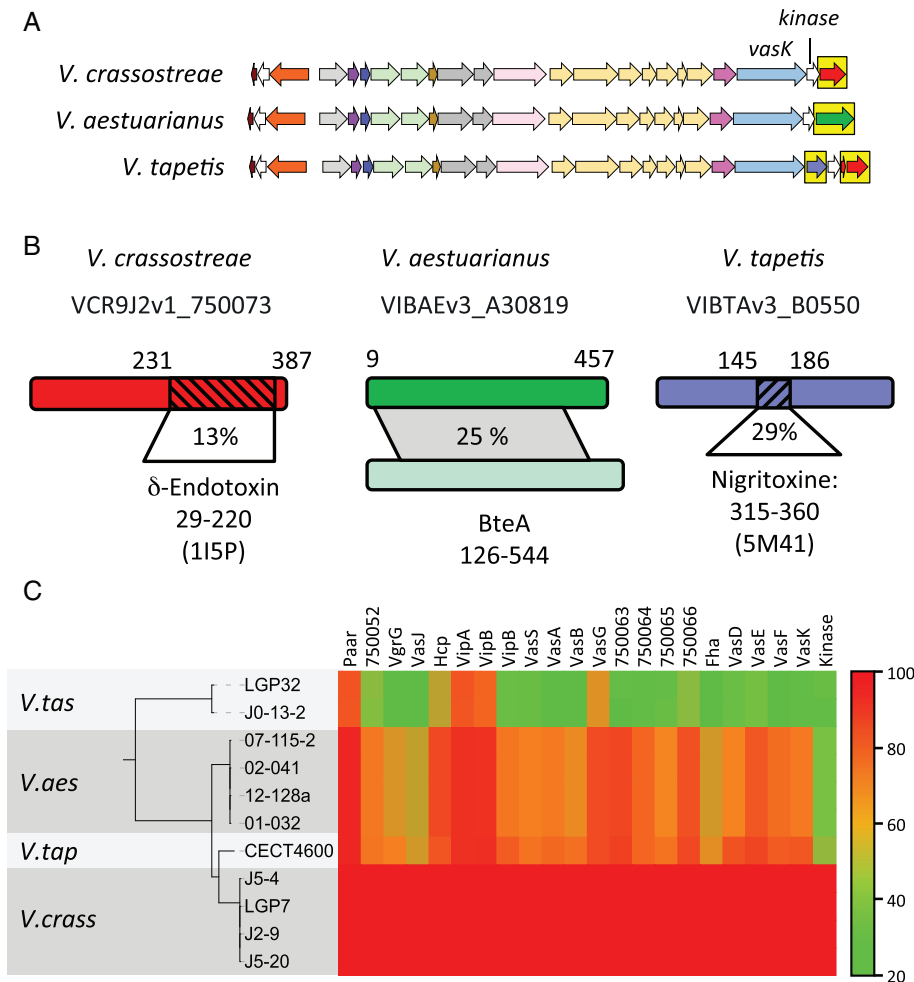 A
kinase
vasK
V. crassostreae
V. aestuarianus
V. tapetis
B
V. crassostreae
V. aestuarianus
V. tapetis
VCR9J2v1_750073
VIBAEv3_A30819
VIBTAv3_B0550
231
387
9
457
145
186
13%
25 %
29%
δ-Endotoxin
29-220
(1I5P)
BteA
126-544
Nigritoxine:
315-360
(5M41)
C
Paar
750052
VgrG
VasJ
Hcp
VipA
VipB
VipB
VasS
VasA
VasB
VasG
750063
750064
750065
750066
Fha
VasD
VasE
VasF
VasK
Kinase
V.tas
LGP32
J0-13-2
V.aes
07-115-2
02-041
12-128a
01-032
V.tap
CECT4600
V.crass
J5-4
LGP7
J2-9
J5-20
100
80
60
40
20